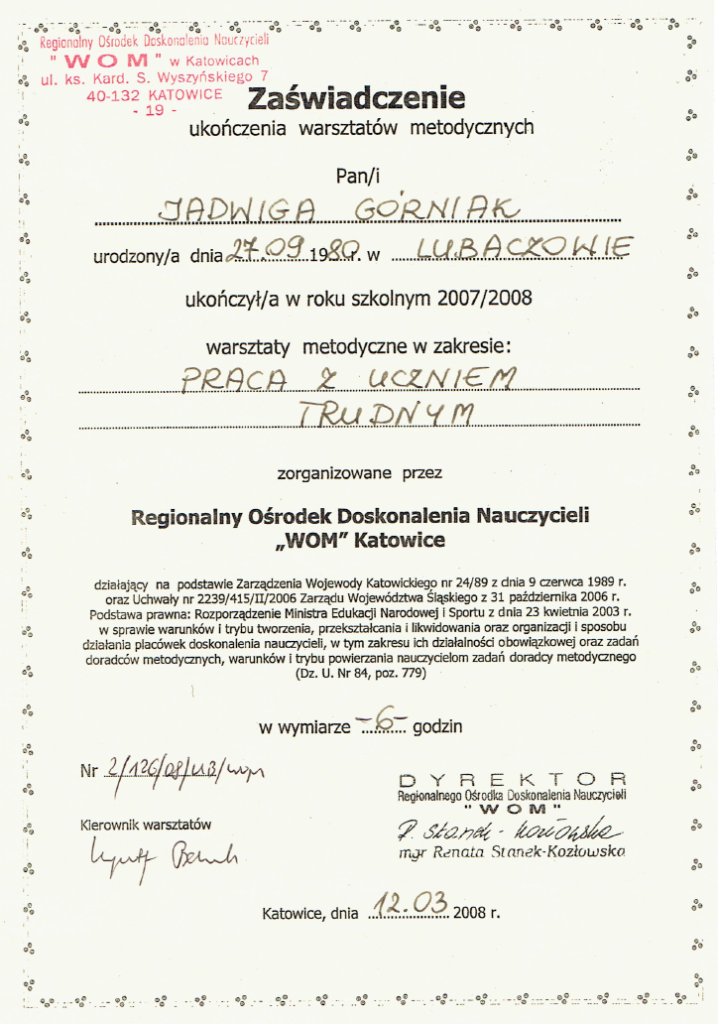 Regionalny Ośrodek Doskonalenia Nauczycieli
"WOM" w Katowicach
ul. ks. Kard. S. Wyszyńskiego 7
40-132 KATOWICE
- 19 -
Zaświadczenie
ukończenia warsztatów metodycznych
Pan/i
JADWIGA GÓRNIAK
urodzony/a dnia 27.09.1980r. w LUBACZOWIE
ukończył/a w roku szkolnym 2007/2008
warsztaty metodyczne w zakresie:
PRACA Z UCZNIEM
TRUDNYM
zorganizowane przez
Regionalny Ośrodek Doskonalenia Nauczycieli
„WOM” Katowice
działający na podstawie Zarządzenia Wojewody Katowickiego nr 24/89 z dnia 9 czerwca 1989 r.
oraz Uchwały nr 2239/415/II/2006 Zarządu Województwa Śląskiego z 31 października 2006 r.
Podstawa prawna: Rozporządzenie Ministra Edukacji Narodowej i Sportu z dnia 23 kwietnia 2003 r.
w sprawie warunków i trybu tworzenia, przekształcania i likwidowania oraz organizacji i sposobu
działania placówek doskonalenia nauczycieli, w tym zakresu ich działalności obowiązkowej oraz zadań
doradców metodycznych, warunków i trybu powierzania nauczycielom zadań doradcy metodycznego
(Dz. U. Nr 84, poz. 779)
w wymiarze -6- godzin
Nr 2/126/08/UB/wom
DYREKTOR
Regionalnego Ośrodka Doskonalenia Nauczycieli
"WOM"
R. Stanek-Kozłowska
mgr Renata Stanek-Kozłowska
Kierownik warsztatów
Katowice, dnia 12.03 2008 r.